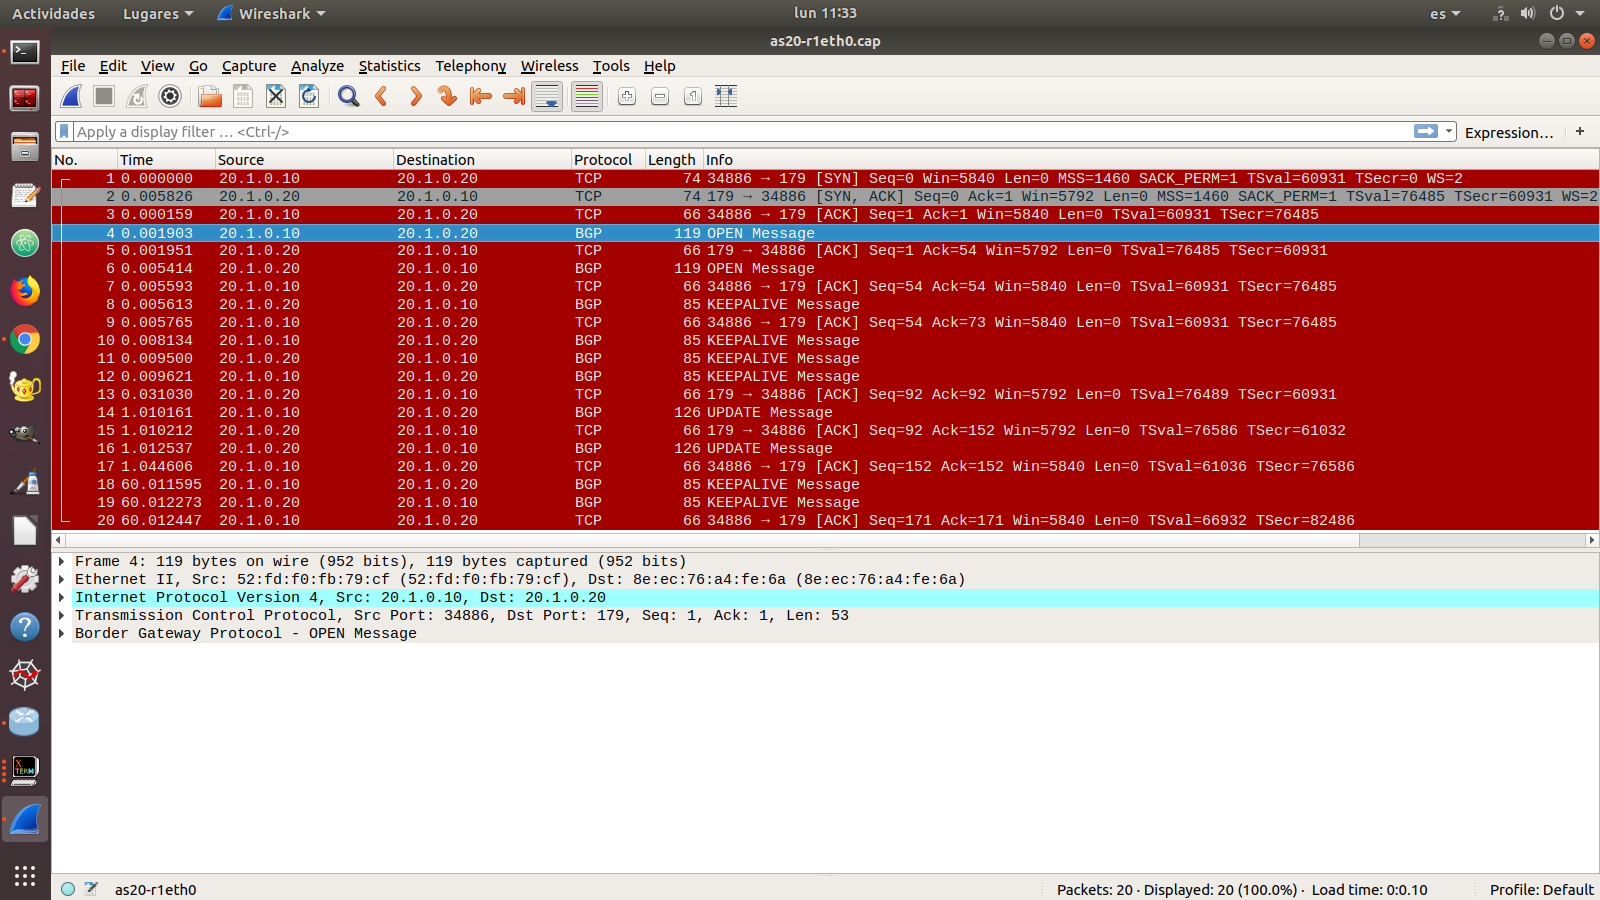 Actividades Lugares Wireshark lun 11:33 es
as20-r1eth0.cap
File Edit View Go Capture Analyze Statistics Telephony Wireless Tools Help
Apply a display filter … <Ctrl-/> Expression… +
No. Time Source Destination Protocol Length Info
1 0.000000 20.1.0.10 20.1.0.20 TCP 74 34886 → 179 [SYN] Seq=0 Win=5840 Len=0 MSS=1460 SACK_PERM=1 TSval=60931 TSecr=0 WS=2
2 0.005826 20.1.0.20 20.1.0.10 TCP 74 179 → 34886 [SYN, ACK] Seq=0 Ack=1 Win=5792 Len=0 MSS=1460 SACK_PERM=1 TSval=76485 TSecr=60931 WS=2
3 0.000159 20.1.0.10 20.1.0.20 TCP 66 34886 → 179 [ACK] Seq=1 Ack=1 Win=5840 Len=0 TSval=60931 TSecr=76485
4 0.001903 20.1.0.10 20.1.0.20 BGP 119 OPEN Message
5 0.001951 20.1.0.20 20.1.0.10 TCP 66 179 → 34886 [ACK] Seq=1 Ack=54 Win=5792 Len=0 TSval=76485 TSecr=60931
6 0.005414 20.1.0.20 20.1.0.10 BGP 119 OPEN Message
7 0.005593 20.1.0.10 20.1.0.20 TCP 66 34886 → 179 [ACK] Seq=54 Ack=54 Win=5840 Len=0 TSval=60931 TSecr=76485
8 0.005613 20.1.0.20 20.1.0.10 BGP 85 KEEPALIVE Message
9 0.005765 20.1.0.10 20.1.0.20 TCP 66 34886 → 179 [ACK] Seq=54 Ack=73 Win=5840 Len=0 TSval=60931 TSecr=76485
10 0.008134 20.1.0.10 20.1.0.20 BGP 85 KEEPALIVE Message
11 0.009500 20.1.0.20 20.1.0.10 BGP 85 KEEPALIVE Message
12 0.009621 20.1.0.10 20.1.0.20 BGP 85 KEEPALIVE Message
13 0.031030 20.1.0.20 20.1.0.10 TCP 66 179 → 34886 [ACK] Seq=92 Ack=92 Win=5792 Len=0 TSval=76489 TSecr=60931
14 1.010161 20.1.0.10 20.1.0.20 BGP 126 UPDATE Message
15 1.010212 20.1.0.20 20.1.0.10 TCP 66 179 → 34886 [ACK] Seq=92 Ack=152 Win=5792 Len=0 TSval=76586 TSecr=61032
16 1.012537 20.1.0.20 20.1.0.10 BGP 126 UPDATE Message
17 1.044606 20.1.0.10 20.1.0.20 TCP 66 34886 → 179 [ACK] Seq=152 Ack=152 Win=5840 Len=0 TSval=61036 TSecr=76586
18 60.011595 20.1.0.10 20.1.0.20 BGP 85 KEEPALIVE Message
19 60.012273 20.1.0.20 20.1.0.10 BGP 85 KEEPALIVE Message
20 60.012447 20.1.0.10 20.1.0.20 TCP 66 34886 → 179 [ACK] Seq=171 Ack=171 Win=5840 Len=0 TSval=66932 TSecr=82486
Frame 4: 119 bytes on wire (952 bits), 119 bytes captured (952 bits)
Ethernet II, Src: 52:fd:f0:fb:79:cf (52:fd:f0:fb:79:cf), Dst: 8e:ec:76:a4:fe:6a (8e:ec:76:a4:fe:6a)
Internet Protocol Version 4, Src: 20.1.0.10, Dst: 20.1.0.20
Transmission Control Protocol, Src Port: 34886, Dst Port: 179, Seq: 1, Ack: 1, Len: 53
Border Gateway Protocol - OPEN Message
X
TERM
as20-r1eth0 Packets: 20 · Displayed: 20 (100.0%) · Load time: 0:0.10 Profile: Default